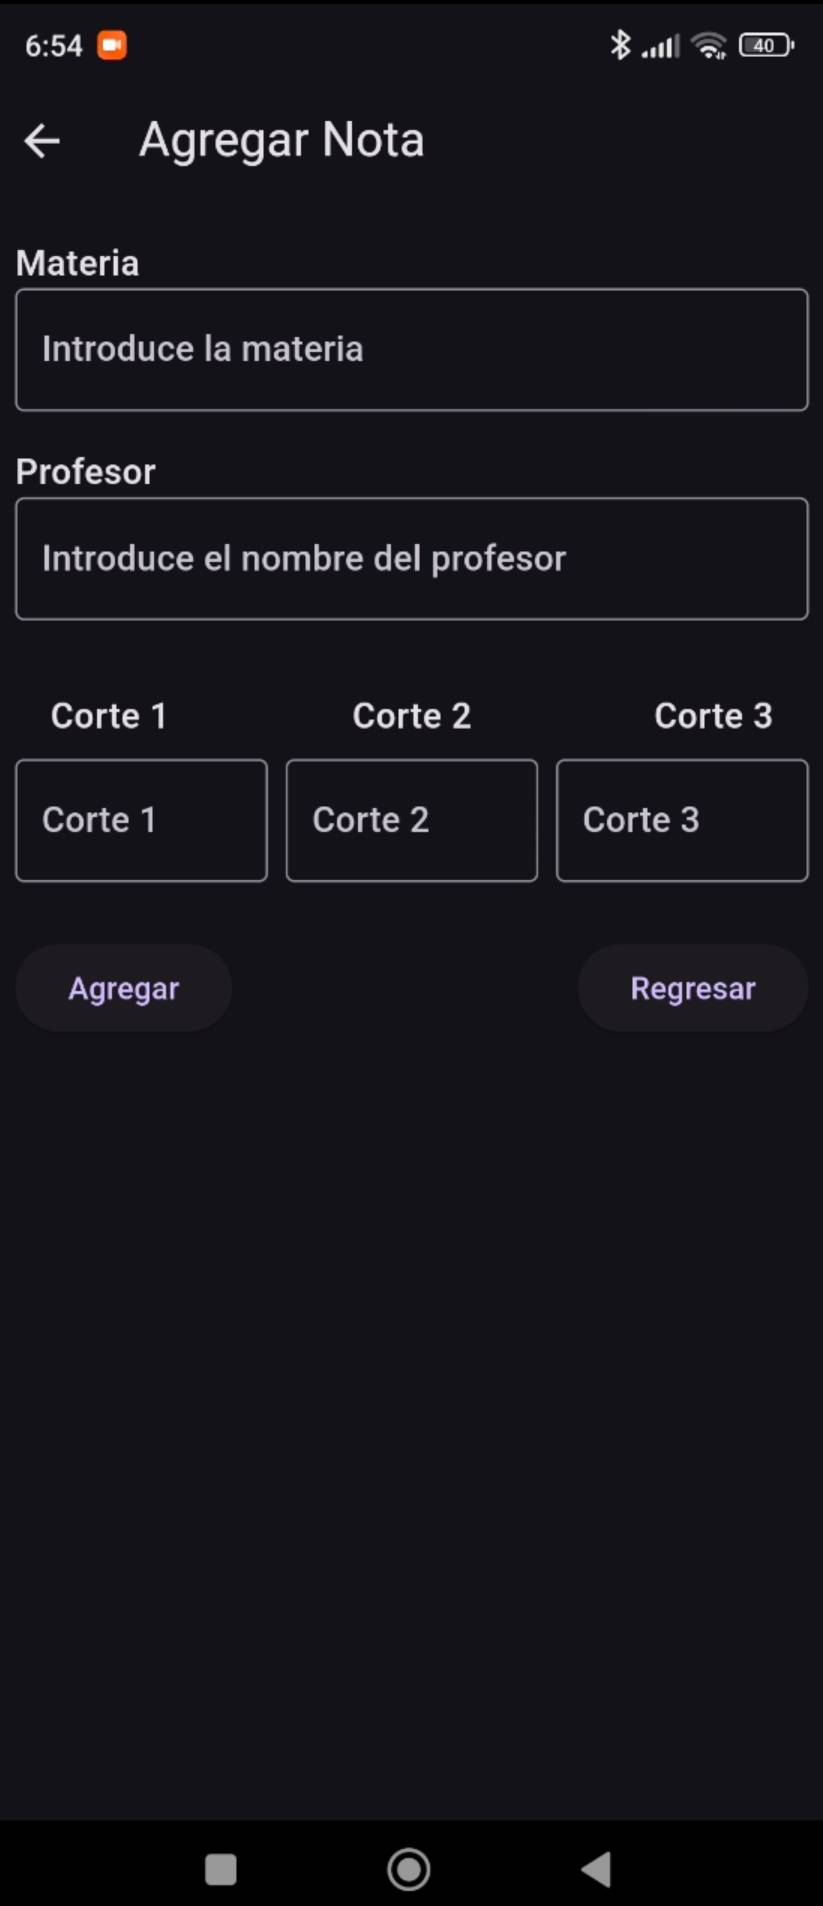 6:54 40
Agregar Nota
Materia
Introduce la materia
Profesor
Introduce el nombre del profesor
Corte 1 Corte 2 Corte 3
Corte 1 Corte 2 Corte 3
Agregar Regresar